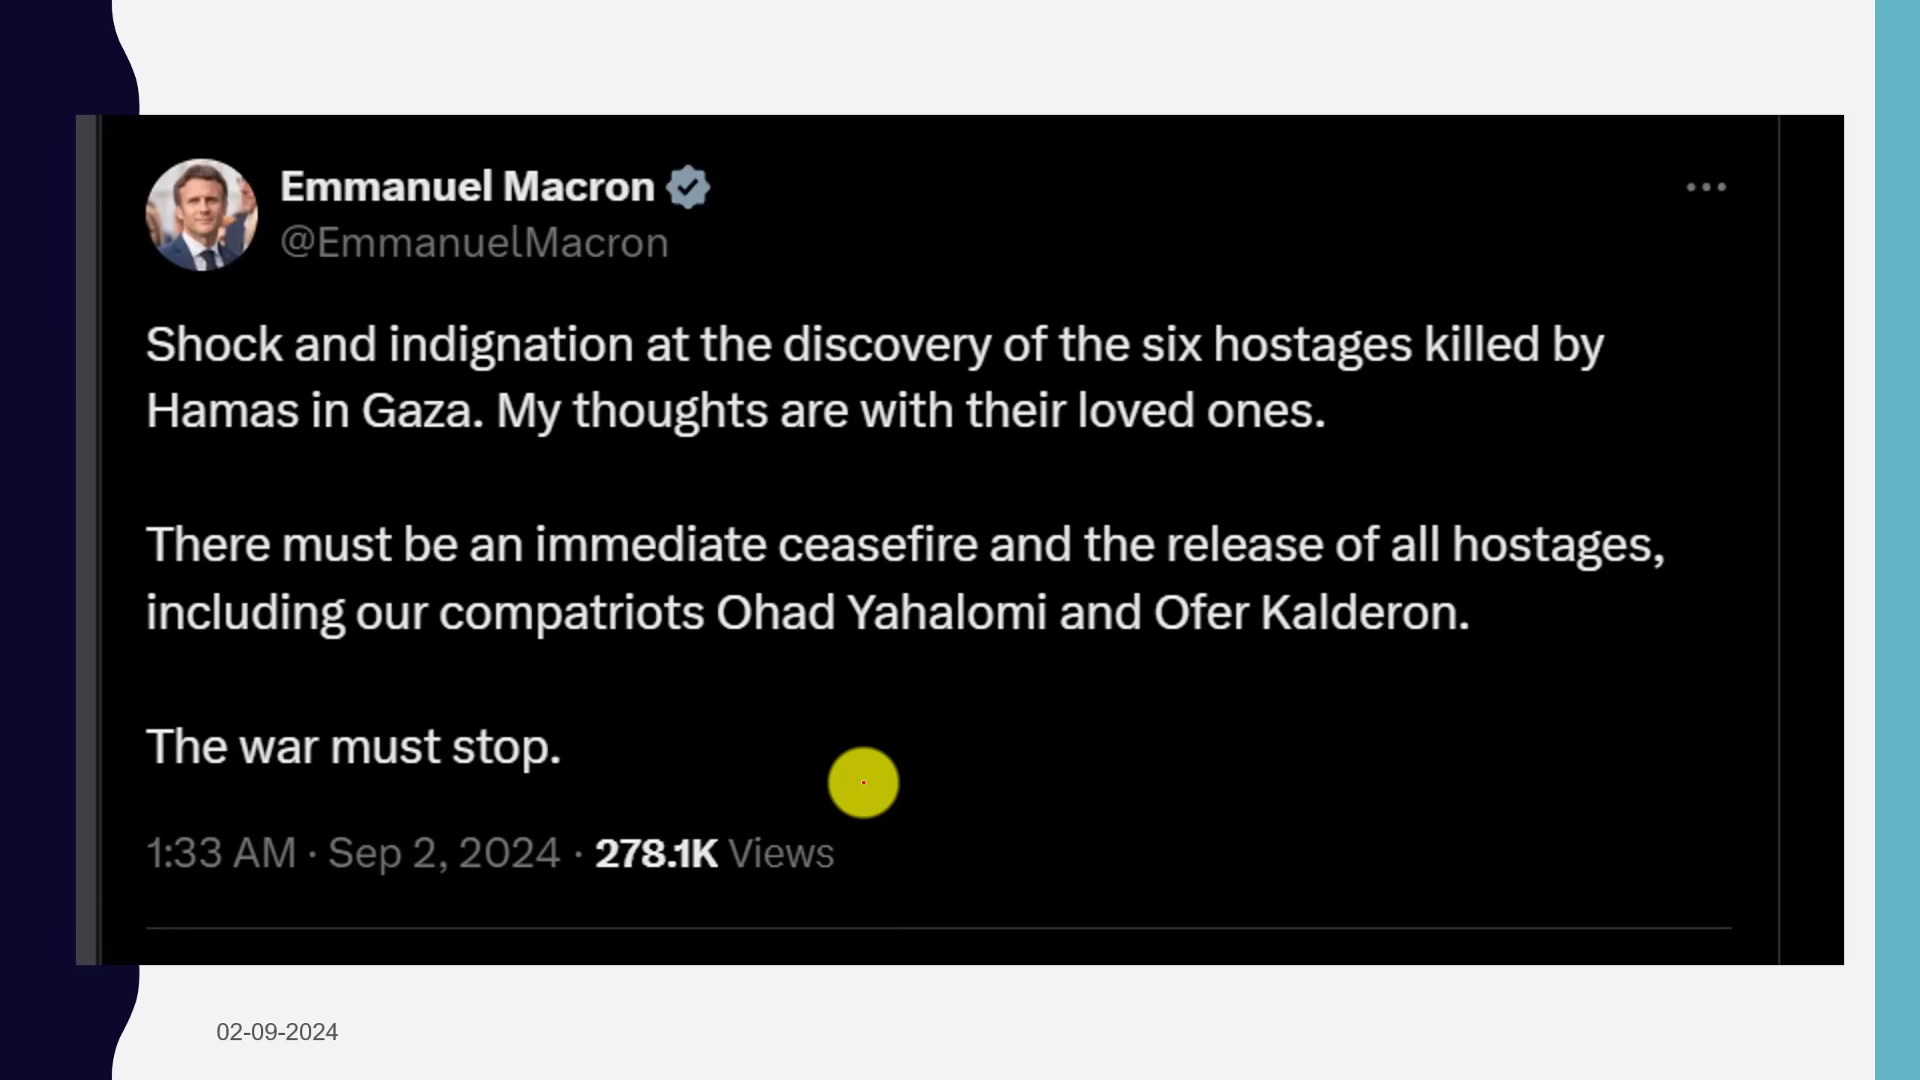 Emmanuel Macron
@EmmanuelMacron
Shock and indignation at the discovery of the six hostages killed by
Hamas in Gaza. My thoughts are with their loved ones.
There must be an immediate ceasefire and the release of all hostages,
including our compatriots Ohad Yahalomi and Ofer Kalderon.
The war must stop.
1:33 AM · Sep 2, 2024 · 278.1K Views
02-09-2024